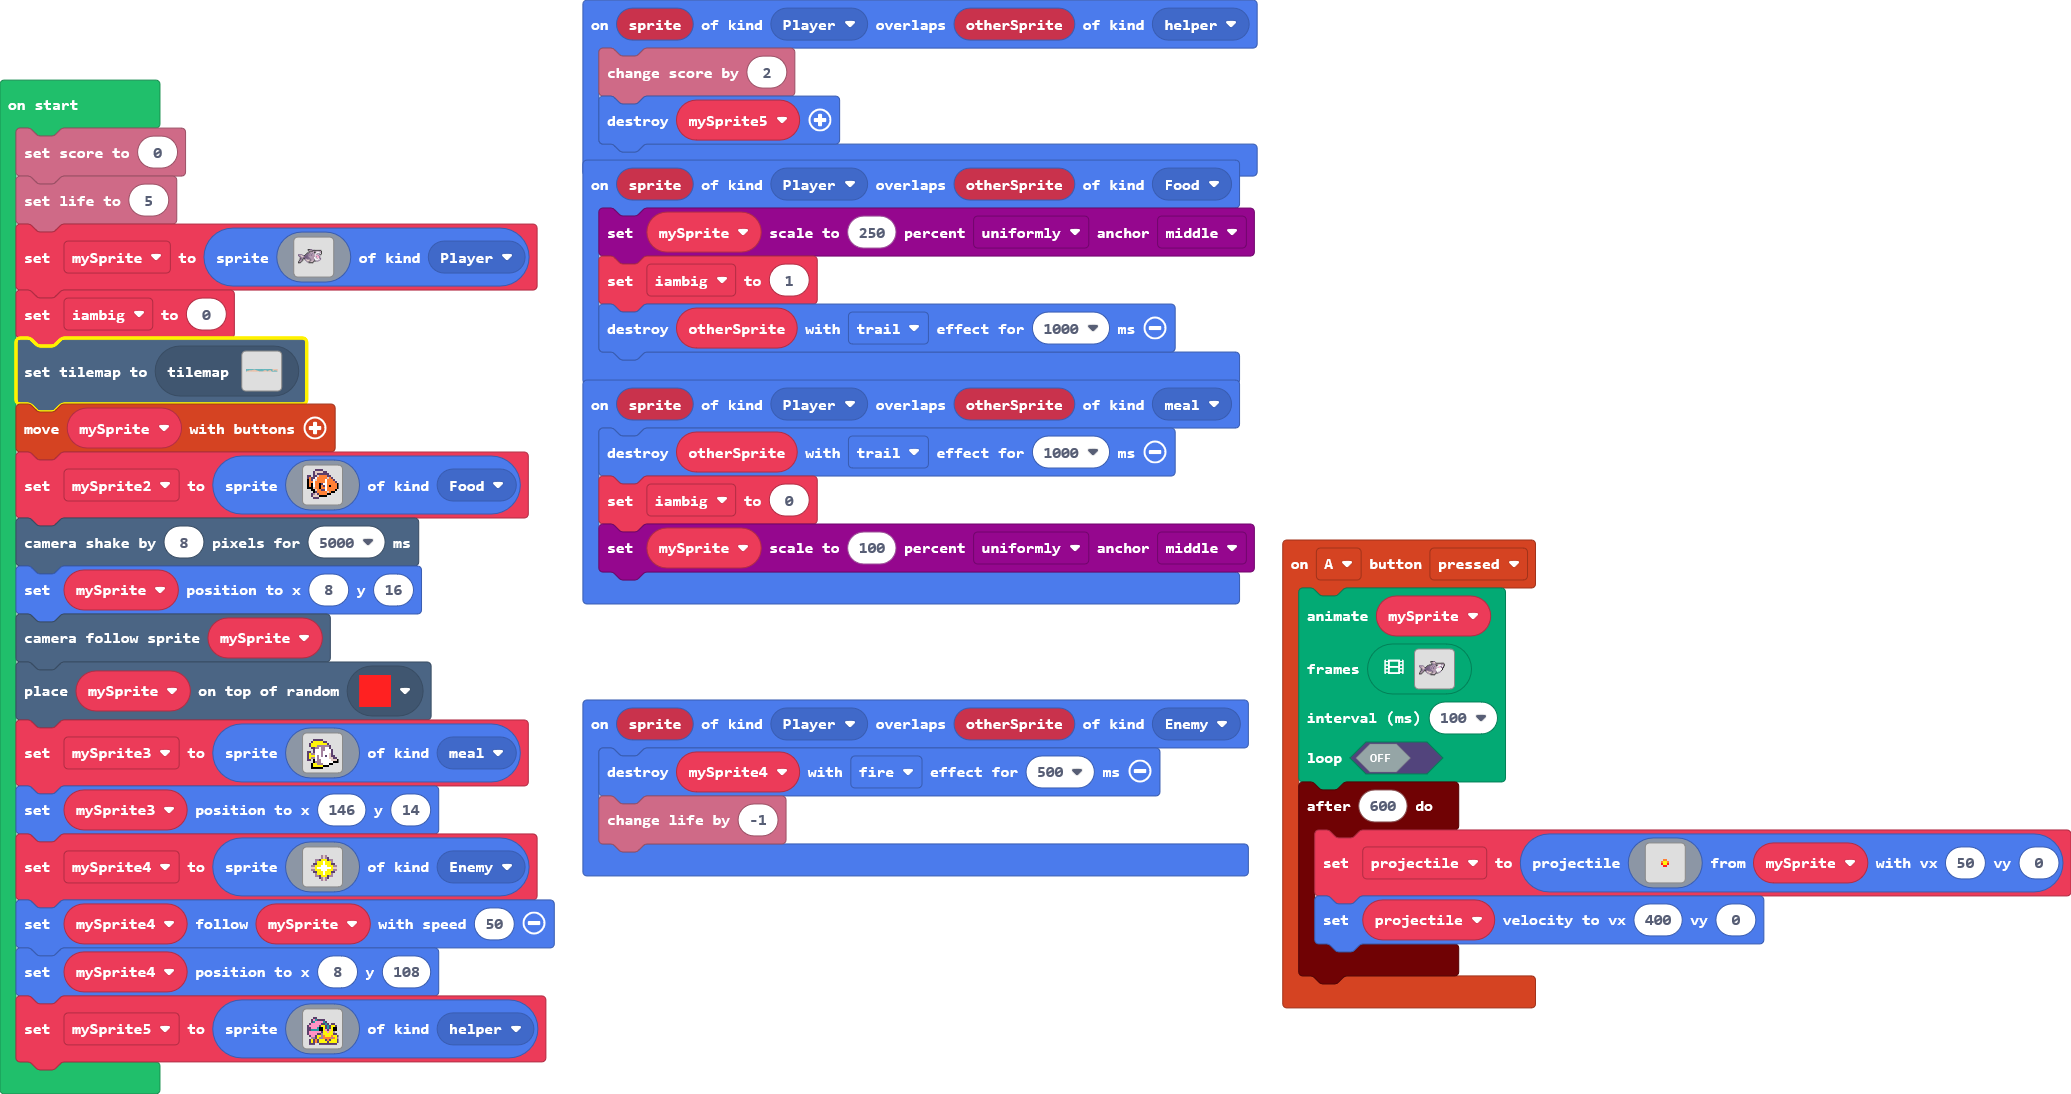 on start
set score to 0
set life to 5
set mySprite to sprite of kind Player
set iambig to 0
set tilemap to tilemap
move mySprite with buttons
set mySprite2 to sprite of kind Food
camera shake by 8 pixels for 5000 ms
set mySprite position to x 8 y 16
camera follow sprite mySprite
place mySprite on top of random
set mySprite3 to sprite of kind meal
set mySprite3 position to x 146 y 14
set mySprite4 to sprite of kind Enemy
set mySprite4 follow mySprite with speed 50
set mySprite4 position to x 8 y 108
set mySprite5 to sprite of kind helper
on sprite of kind Player overlaps otherSprite of kind helper
change score by 2
destroy mySprite5
on sprite of kind Player overlaps otherSprite of kind Food
set mySprite scale to 250 percent uniformly anchor middle
set iambig to 1
destroy otherSprite with trail effect for 1000 ms
on sprite of kind Player overlaps otherSprite of kind meal
destroy otherSprite with trail effect for 1000 ms
set iambig to 0
set mySprite scale to 100 percent uniformly anchor middle
on sprite of kind Player overlaps otherSprite of kind Enemy
destroy mySprite4 with fire effect for 500 ms
change life by -1
on A button pressed
animate mySprite
frames
interval (ms) 100
loop OFF
after 600 do
set projectile to projectile from mySprite with vx 50 vy 0
set projectile velocity to vx 400 vy 0